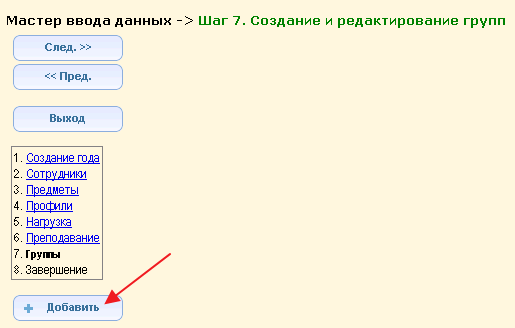 Мастер ввода данных -> Шаг 7. Создание и редактирование групп
След. >>
<< Пред.
Выход
1. Создание года
2. Сотрудники
3. Предметы
4. Профили
5. Нагрузка
6. Преподавание
7. Группы
8. Завершение
Добавить